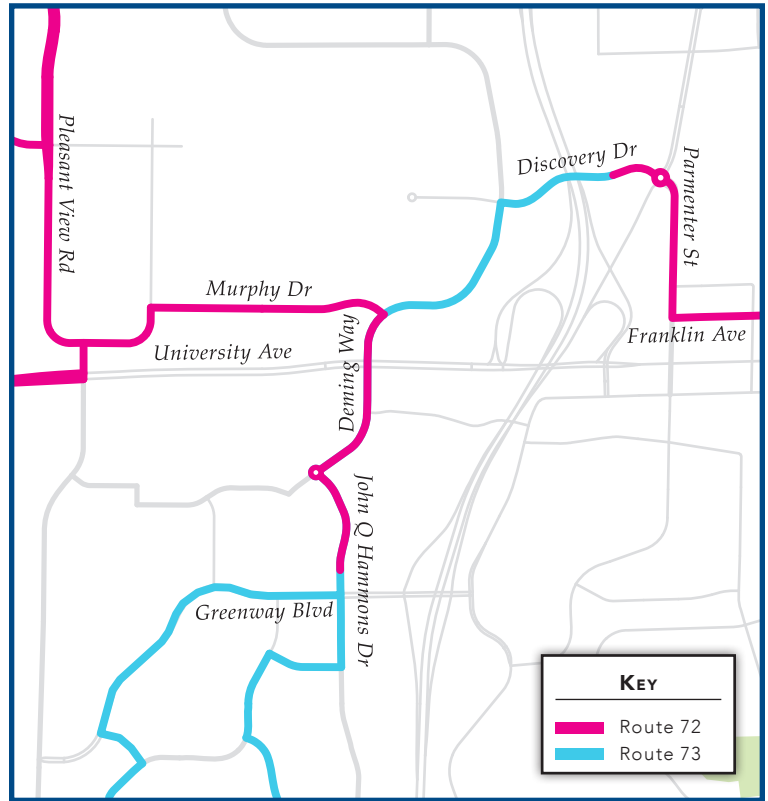 Pleasant View Rd
Discovery Dr
Parmenter St
Murphy Dr
University Ave
Deming Way
Franklin Ave
John Q Hammons Dr
Greenway Blvd
Key
Route 72
Route 73